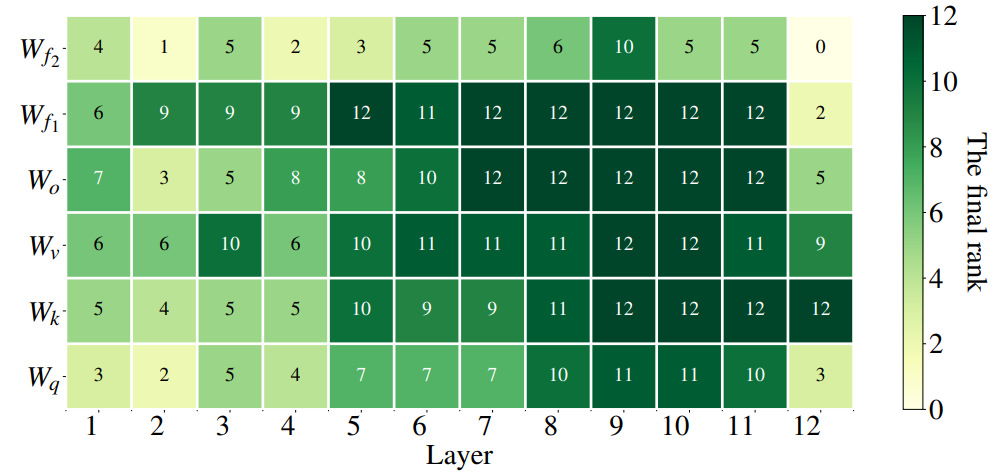 W_{f_2} 4 1 5 2 3 5 5 6 10 5 5 0
W_{f_1} 6 9 9 9 12 11 12 12 12 12 12 2
W_o 7 3 5 8 8 10 12 12 12 12 12 5
W_v 6 6 10 6 10 11 11 11 12 12 11 9
W_k 5 4 5 5 10 9 9 11 12 12 12 12
W_q 3 2 5 4 7 7 7 10 11 11 10 3
1 2 3 4 5 6 7 8 9 10 11 12
Layer
12
10
8
6
4
2
0
The final rank